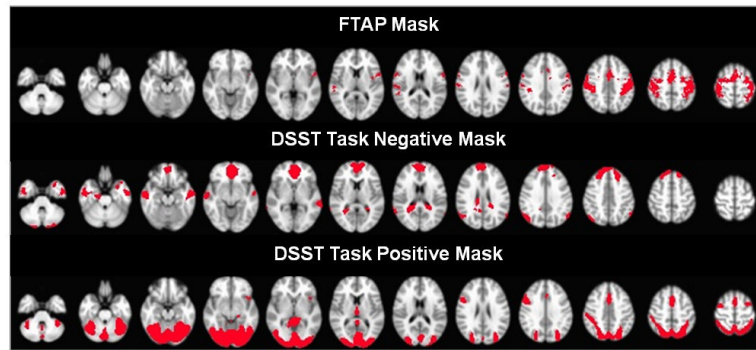 FTAP Mask
DSST Task Negative Mask
DSST Task Positive Mask